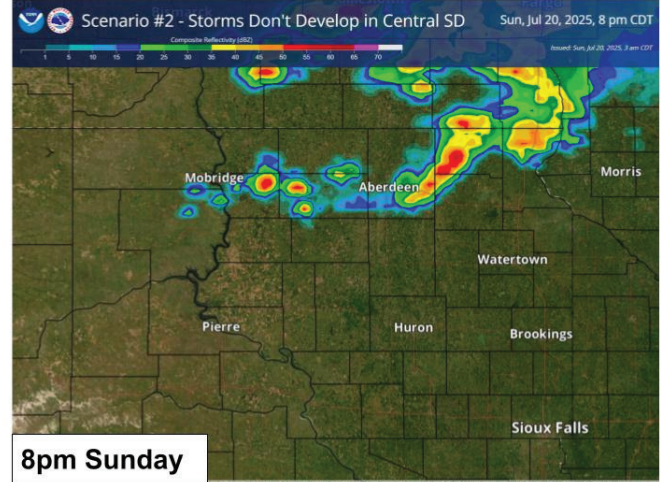 Scenario #2 - Storms Don't Develop in Central SD
Sun, Jul 20, 2025, 8 pm CDT
Composite Reflectivity (dBZ)
1 5 10 15 20 25 30 35 40 45 50 55 60 65 70
Issued: Sun, Jul 20, 2025, 3 am CDT
Bismarck
Fargo
Mobridge
Aberdeen
Morris
Watertown
Pierre
Huron
Brookings
Sioux Falls
8pm Sunday